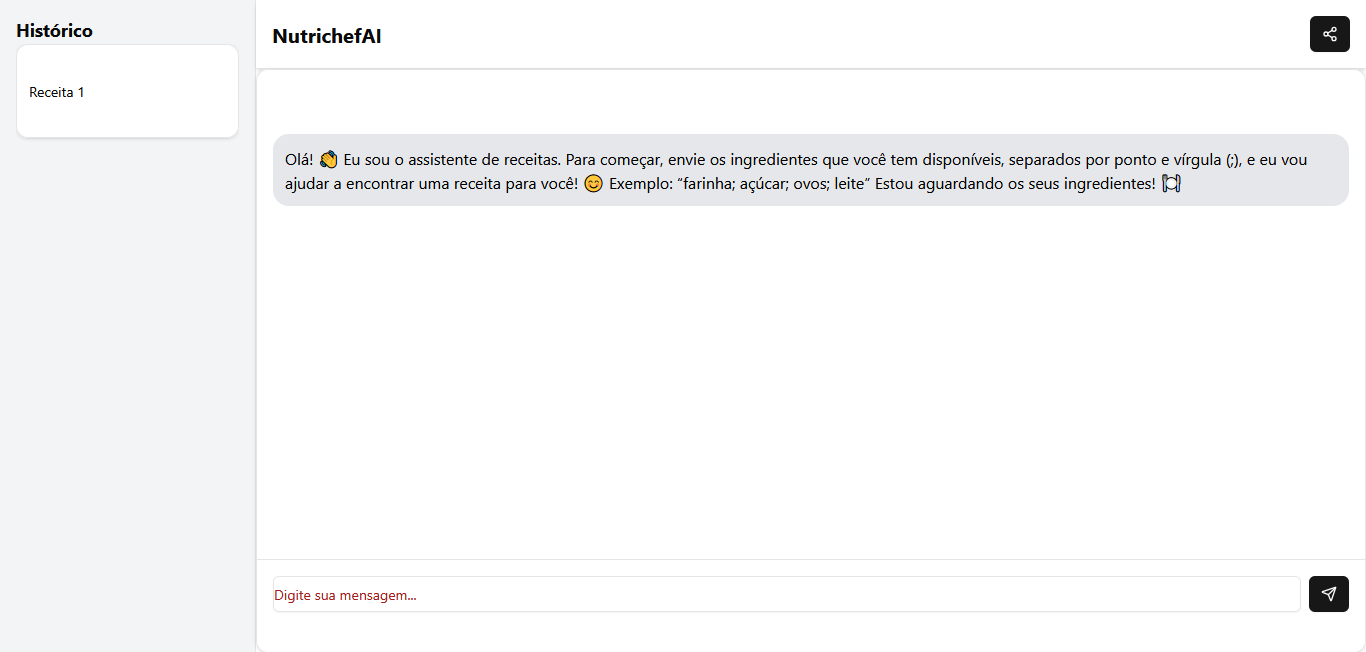 Histórico
Receita 1
NutrichefAI
Olá! 👋 Eu sou o assistente de receitas. Para começar, envie os ingredientes que você tem disponíveis, separados por ponto e vírgula (;), e eu vou
ajudar a encontrar uma receita para você! 😊 Exemplo: “farinha; açúcar; ovos; leite” Estou aguardando os seus ingredientes! 🍽️
Digite sua mensagem...